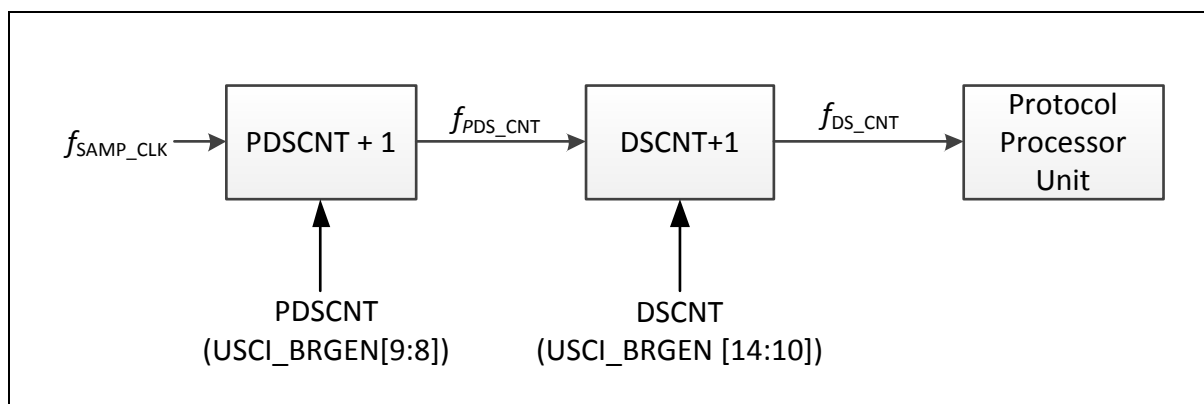 fSAMP_CLK
PDSCNT + 1
fPDS_CNT
DSCNT+1
fDS_CNT
Protocol
Processor
Unit
PDSCNT
(USCI_BRGEN[9:8])
DSCNT
(USCI_BRGEN [14:10])